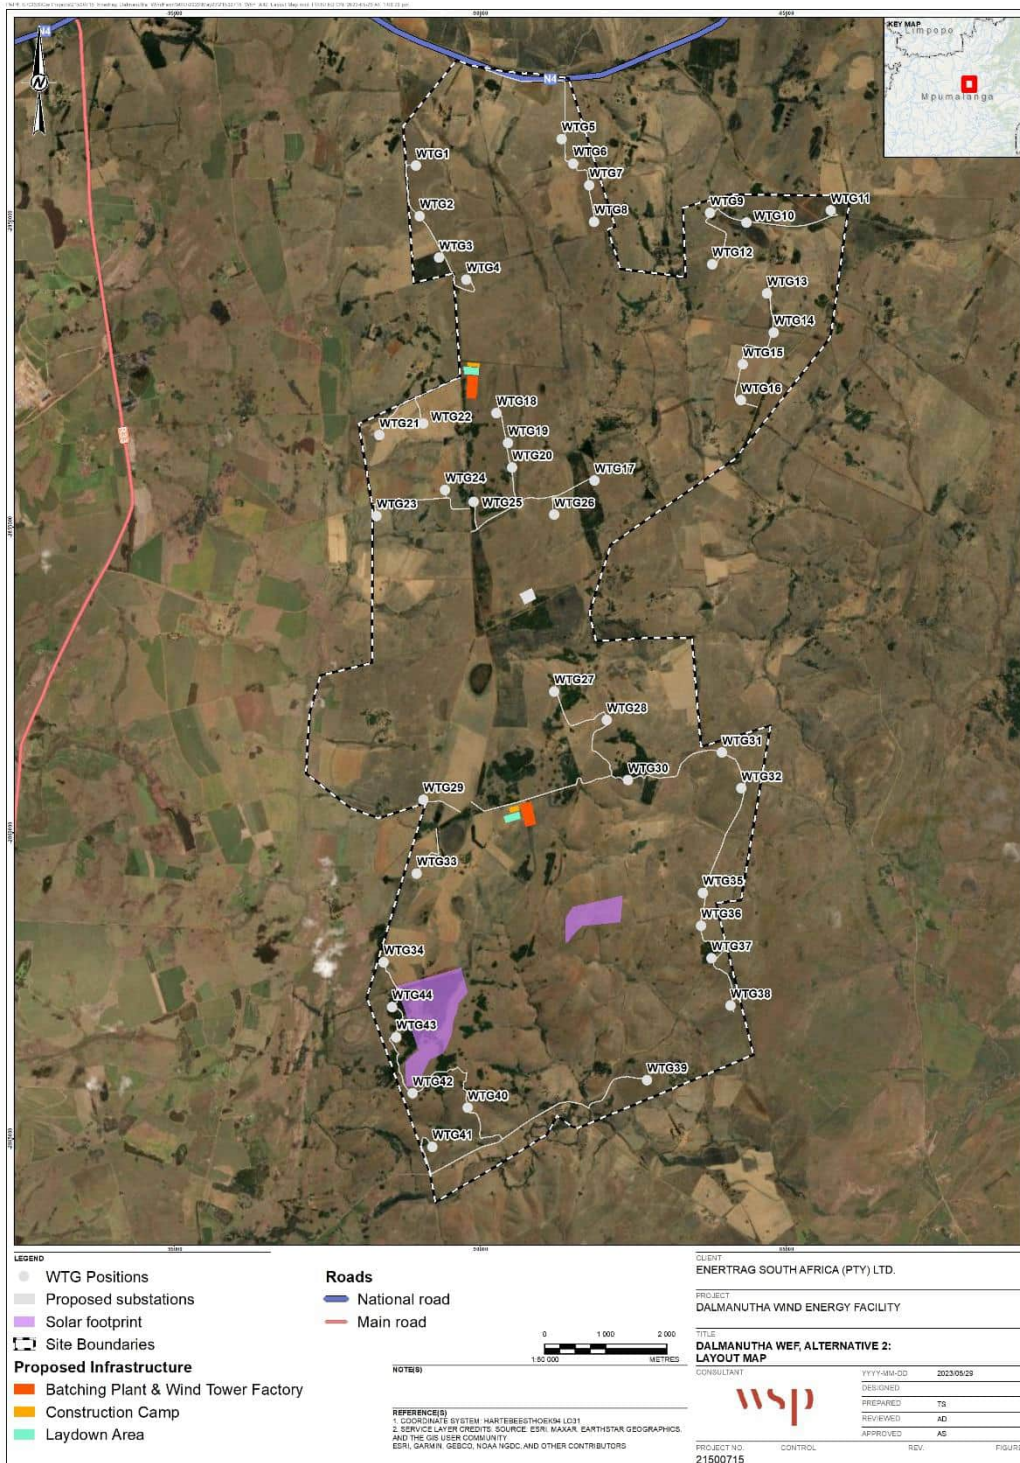 N4
N4
KEY MAP
Limpopo
Mpumalanga
N
WTG5
WTG1
WTG6
WTG7
WTG2
WTG8
WTG9
WTG11
WTG10
WTG3
WTG12
WTG4
WTG13
WTG14
WTG15
WTG16
WTG18
WTG22
WTG21
WTG19
WTG20
WTG17
WTG24
WTG23
WTG25
WTG26
WTG27
WTG28
WTG31
WTG30
WTG32
WTG29
WTG33
WTG35
WTG36
WTG34
WTG37
WTG44
WTG38
WTG43
WTG39
WTG42
WTG40
WTG41
LEGEND
WTG Positions
Proposed substations
Solar footprint
Site Boundaries
Proposed Infrastructure
Batching Plant & Wind Tower Factory
Construction Camp
Laydown Area
Roads
National road
Main road
0 1 000 2 000
1:50 000 METRES
NOTE(S)
REFERENCE(S)
1. COORDINATE SYSTEM: HARTEBEESTHOEK94 LO31
2. SERVICE LAYER CREDITS: SOURCE: ESRI, MAXAR, EARTHSTAR GEOGRAPHICS,
AND THE GIS USER COMMUNITY
ESRI, GARMIN, GEBCO, NOAA NGDC, AND OTHER CONTRIBUTORS
CLIENT
ENERTRAG SOUTH AFRICA (PTY) LTD.
PROJECT
DALMANUTHA WIND ENERGY FACILITY
TITLE
DALMANUTHA WEF, ALTERNATIVE 2:
LAYOUT MAP
CONSULTANT
wsp
YYYY-MM-DD 2023/05/29
DESIGNED
PREPARED TS
REVIEWED AD
APPROVED AS
PROJECT NO. CONTROL REV. FIGURE
21500715